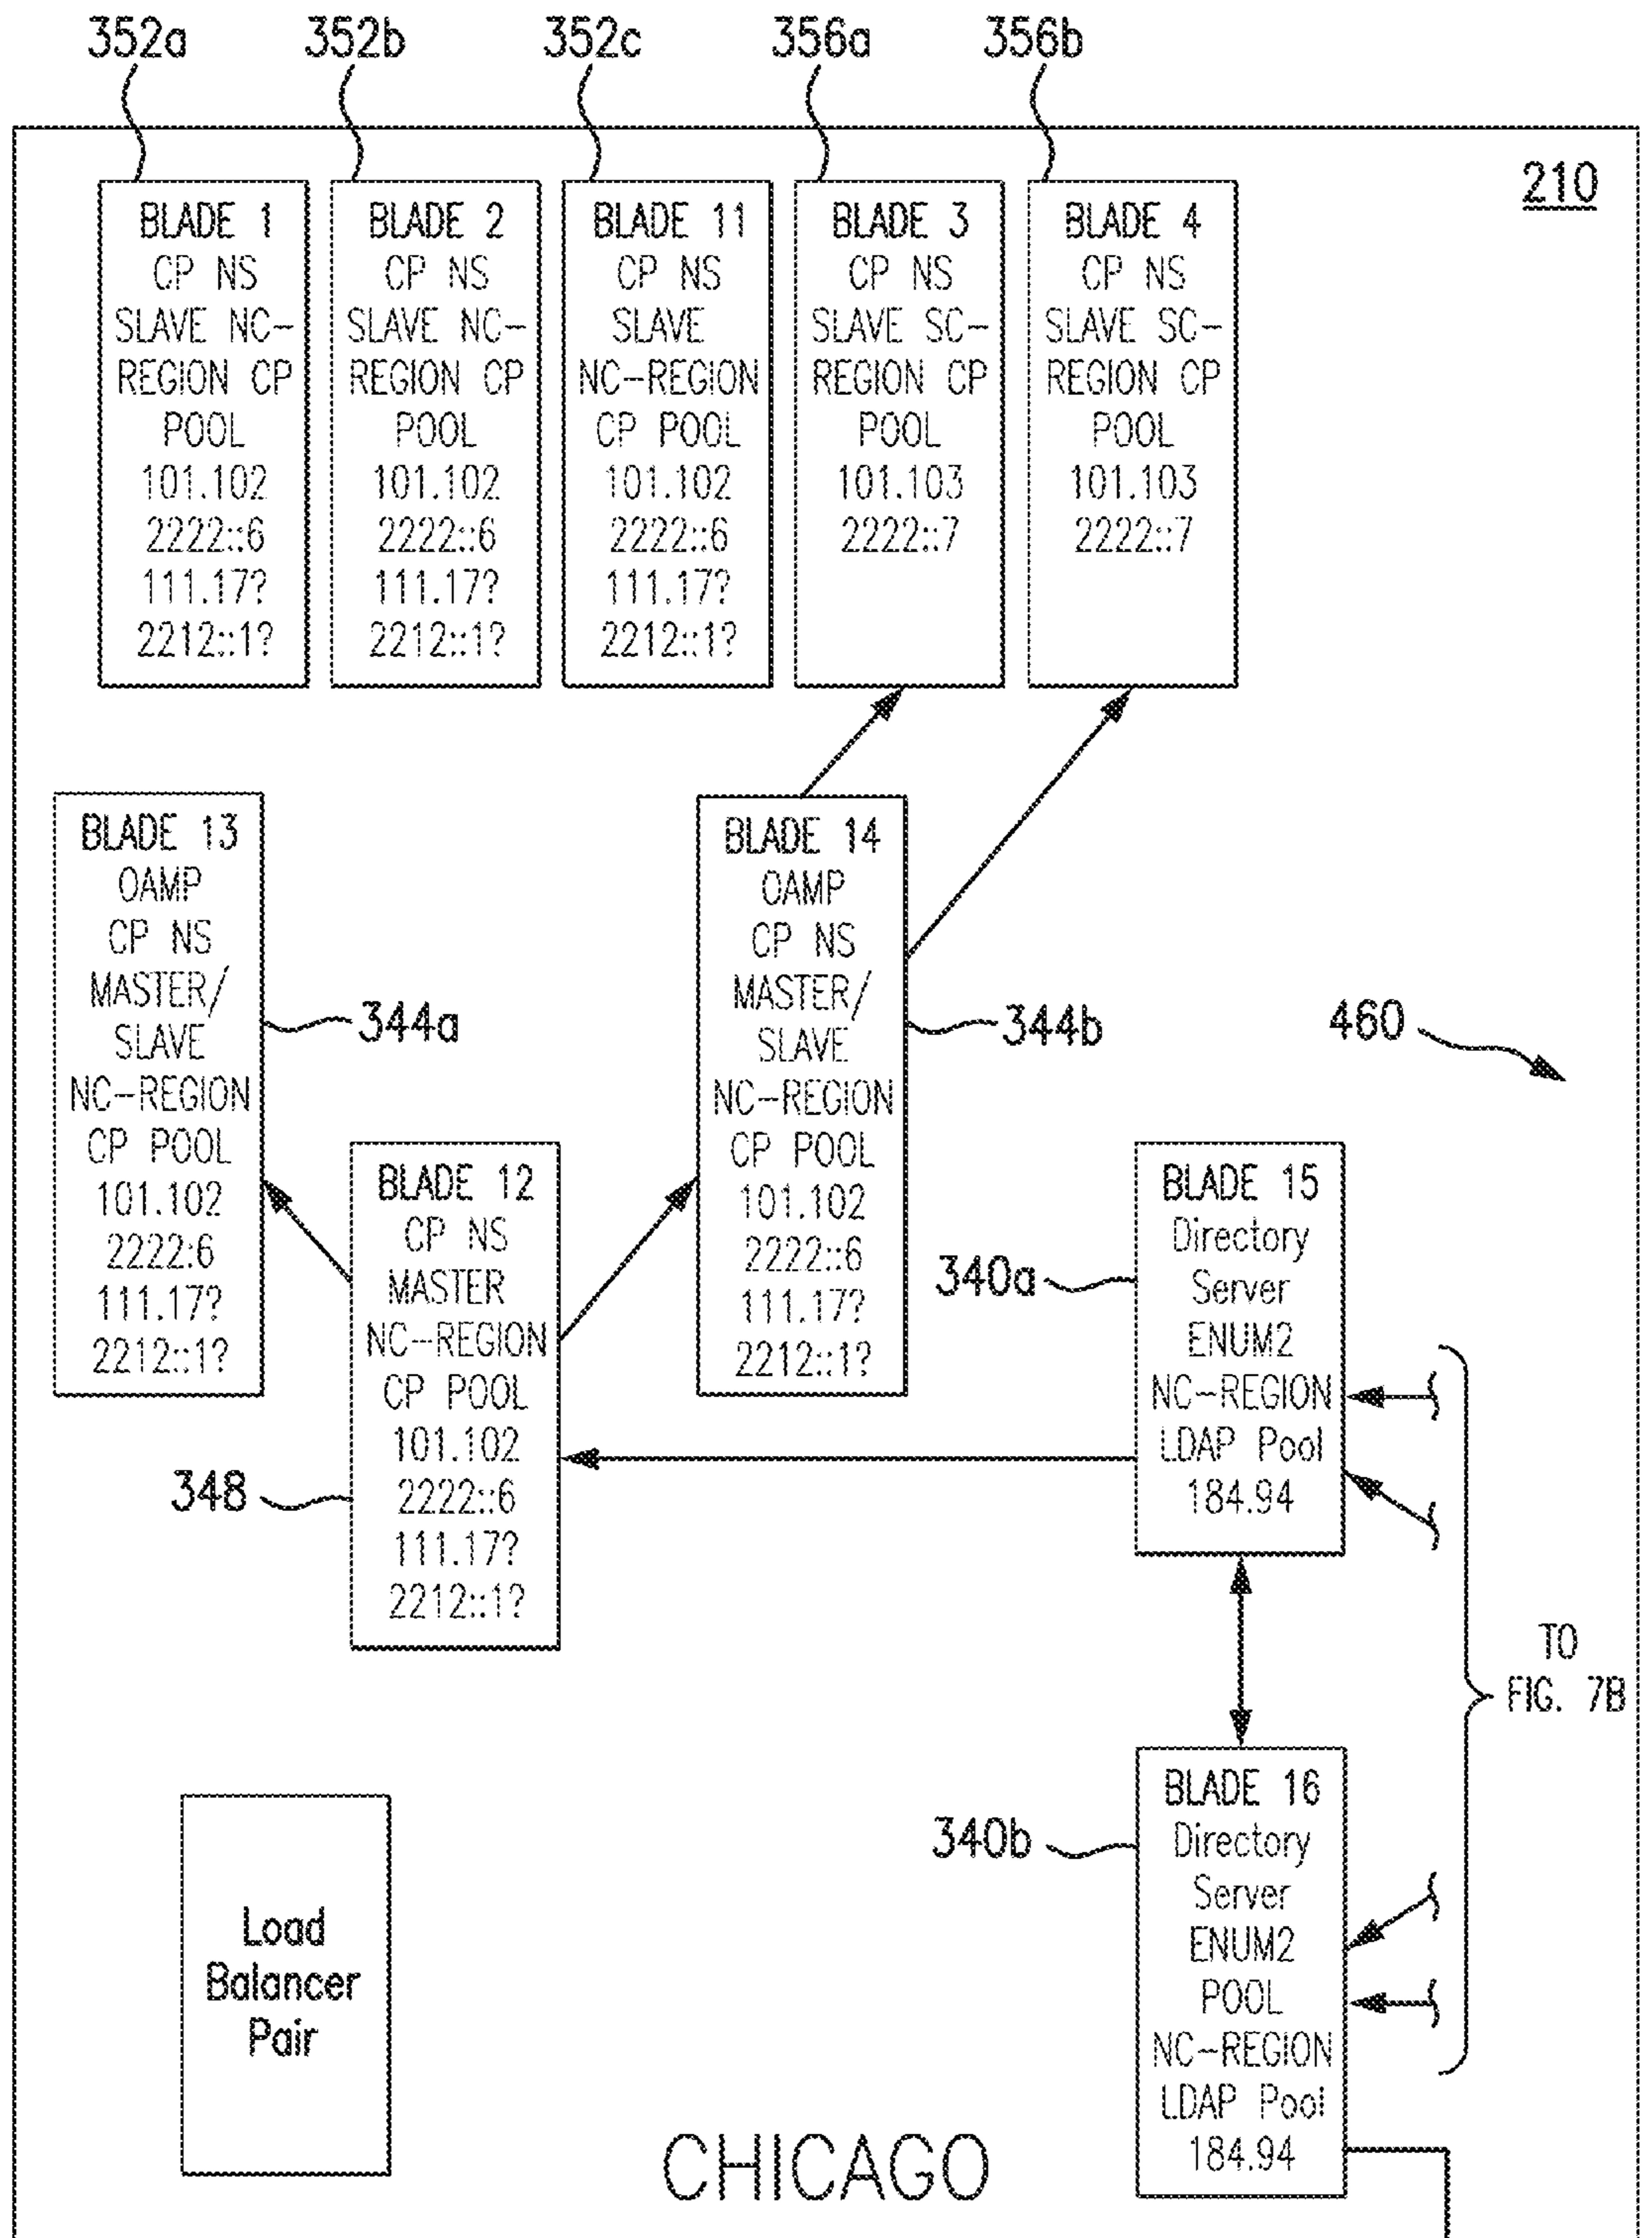 352a 352b 352c 356a 356b
210
BLADE 1
CP NS
SLAVE NC-
REGION CP
POOL
101.102
2222::6
111.17?
2212::1?
BLADE 2
CP NS
SLAVE NC-
REGION CP
POOL
101.102
2222::6
111.17?
2212::1?
BLADE 11
CP NS
SLAVE
NC-REGION
CP POOL
101.102
2222::6
111.17?
2212::1?
BLADE 3
CP NS
SLAVE SC-
REGION CP
POOL
101.103
2222::7
BLADE 4
CP NS
SLAVE SC-
REGION CP
POOL
101.103
2222::7
BLADE 13
OAMP
CP NS
MASTER/
SLAVE
NC-REGION
CP POOL
101.102
2222:6
111.17?
2212::1?
344a
BLADE 14
OAMP
CP NS
MASTER/
SLAVE
NC-REGION
CP POOL
101.102
2222::6
111.17?
2212::1?
344b
460
BLADE 12
CP NS
MASTER
NC-REGION
CP POOL
101.102
2222::6
111.17?
2212::1?
348
340a
BLADE 15
Directory
Server
ENUM2
NC-REGION
LDAP Pool
184.94
TO
FIG. 7B
340b
BLADE 16
Directory
Server
ENUM2
POOL
NC-REGION
LDAP Pool
184.94
Load
Balancer
Pair
CHICAGO